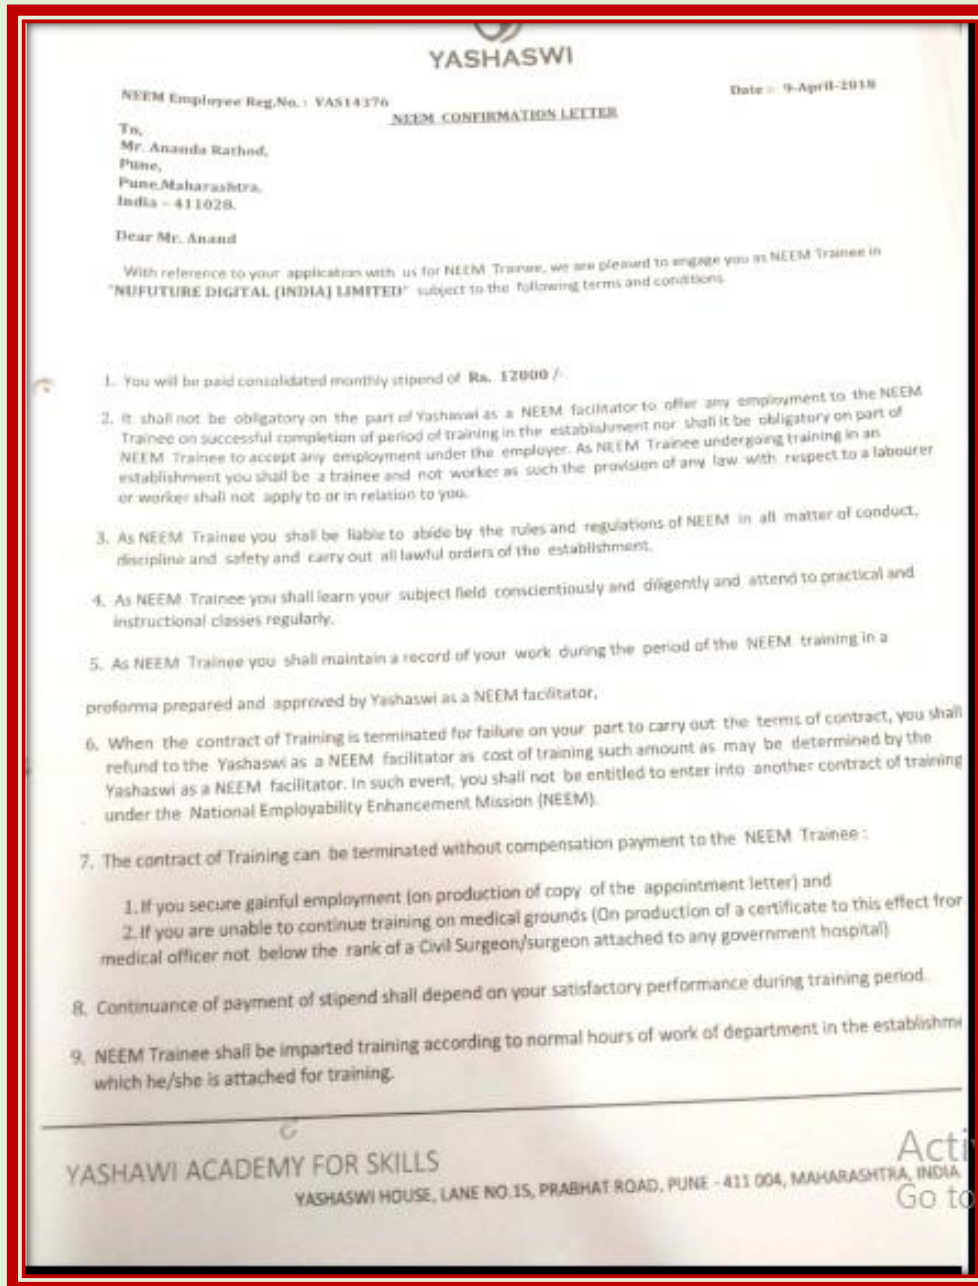 YASHASWI
NEEM Employee Reg.No. : YAS14376
Date :- 9-April-2018
NEEM CONFIRMATION LETTER
To,
Mr. Ananda Rathod,
Pune,
Pune,Maharashtra,
India – 411028.
Dear Mr. Anand
With reference to your application with us for NEEM Trainee, we are pleased to engage you as NEEM Trainee in
"NUFUTURE DIGITAL (INDIA) LIMITED" subject to the following terms and conditions
1. You will be paid consolidated monthly stipend of Rs. 12000 /-
2. It shall not be obligatory on the part of Yashaswi as a NEEM facilitator to offer any employment to the NEEM
Trainee on successful completion of period of training in the establishment nor shall it be obligatory on part of
NEEM Trainee to accept any employment under the employer. As NEEM Trainee undergoing training in an
establishment you shall be a trainee and not worker as such the provision of any law with respect to a labourer
or worker shall not apply to or in relation to you.
3. As NEEM Trainee you shall be liable to abide by the rules and regulations of NEEM in all matter of conduct,
discipline and safety and carry out all lawful orders of the establishment.
4. As NEEM Trainee you shall learn your subject field conscientiously and diligently and attend to practical and
instructional classes regularly.
5. As NEEM Trainee you shall maintain a record of your work during the period of the NEEM training in a
proforma prepared and approved by Yashaswi as a NEEM facilitator,
6. When the contract of Training is terminated for failure on your part to carry out the terms of contract, you shall
refund to the Yashaswi as a NEEM facilitator as cost of training such amount as may be determined by the
Yashaswi as a NEEM facilitator. In such event, you shall not be entitled to enter into another contract of training
under the National Employability Enhancement Mission (NEEM).
7. The contract of Training can be terminated without compensation payment to the NEEM Trainee :
1. If you secure gainful employment (on production of copy of the appointment letter) and
2. If you are unable to continue training on medical grounds (On production of a certificate to this effect fror
medical officer not below the rank of a Civil Surgeon/surgeon attached to any government hospital)
8. Continuance of payment of stipend shall depend on your satisfactory performance during training period.
9. NEEM Trainee shall be imparted training according to normal hours of work of department in the establishme
which he/she is attached for training.
YASHAWI ACADEMY FOR SKILLS
YASHASWI HOUSE, LANE NO.15, PRABHAT ROAD, PUNE - 411 004, MAHARASHTRA, INDIA
Acti
Go to